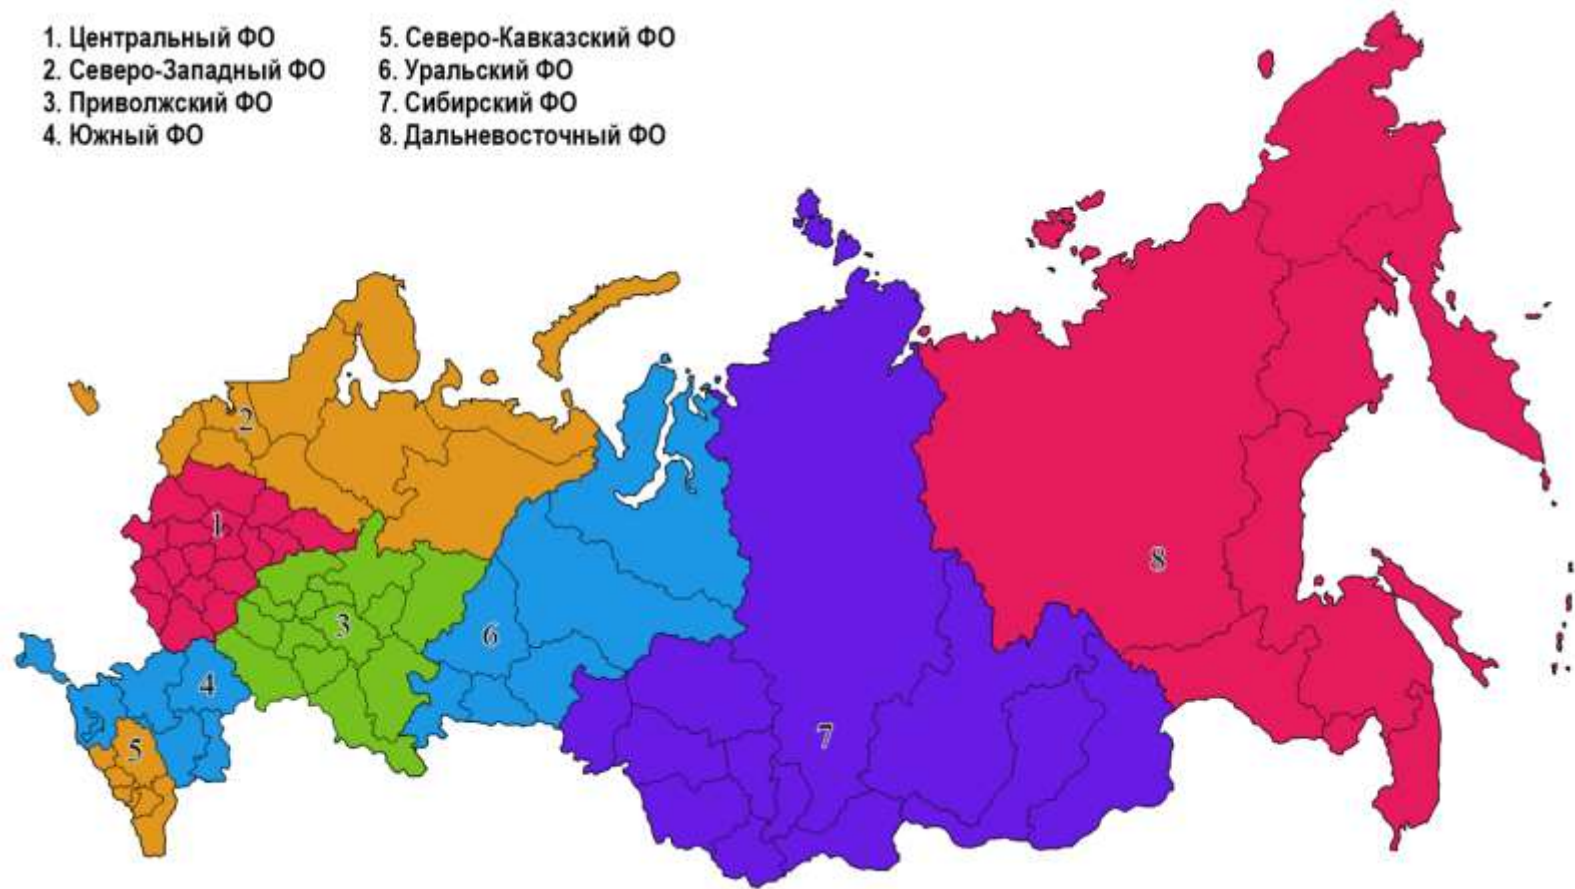 1. Центральный ФО
2. Северо-Западный ФО
3. Приволжский ФО
4. Южный ФО
5. Северо-Кавказский ФО
6. Уральский ФО
7. Сибирский ФО
8. Дальневосточный ФО
2
1
3
6
4
5
7
8